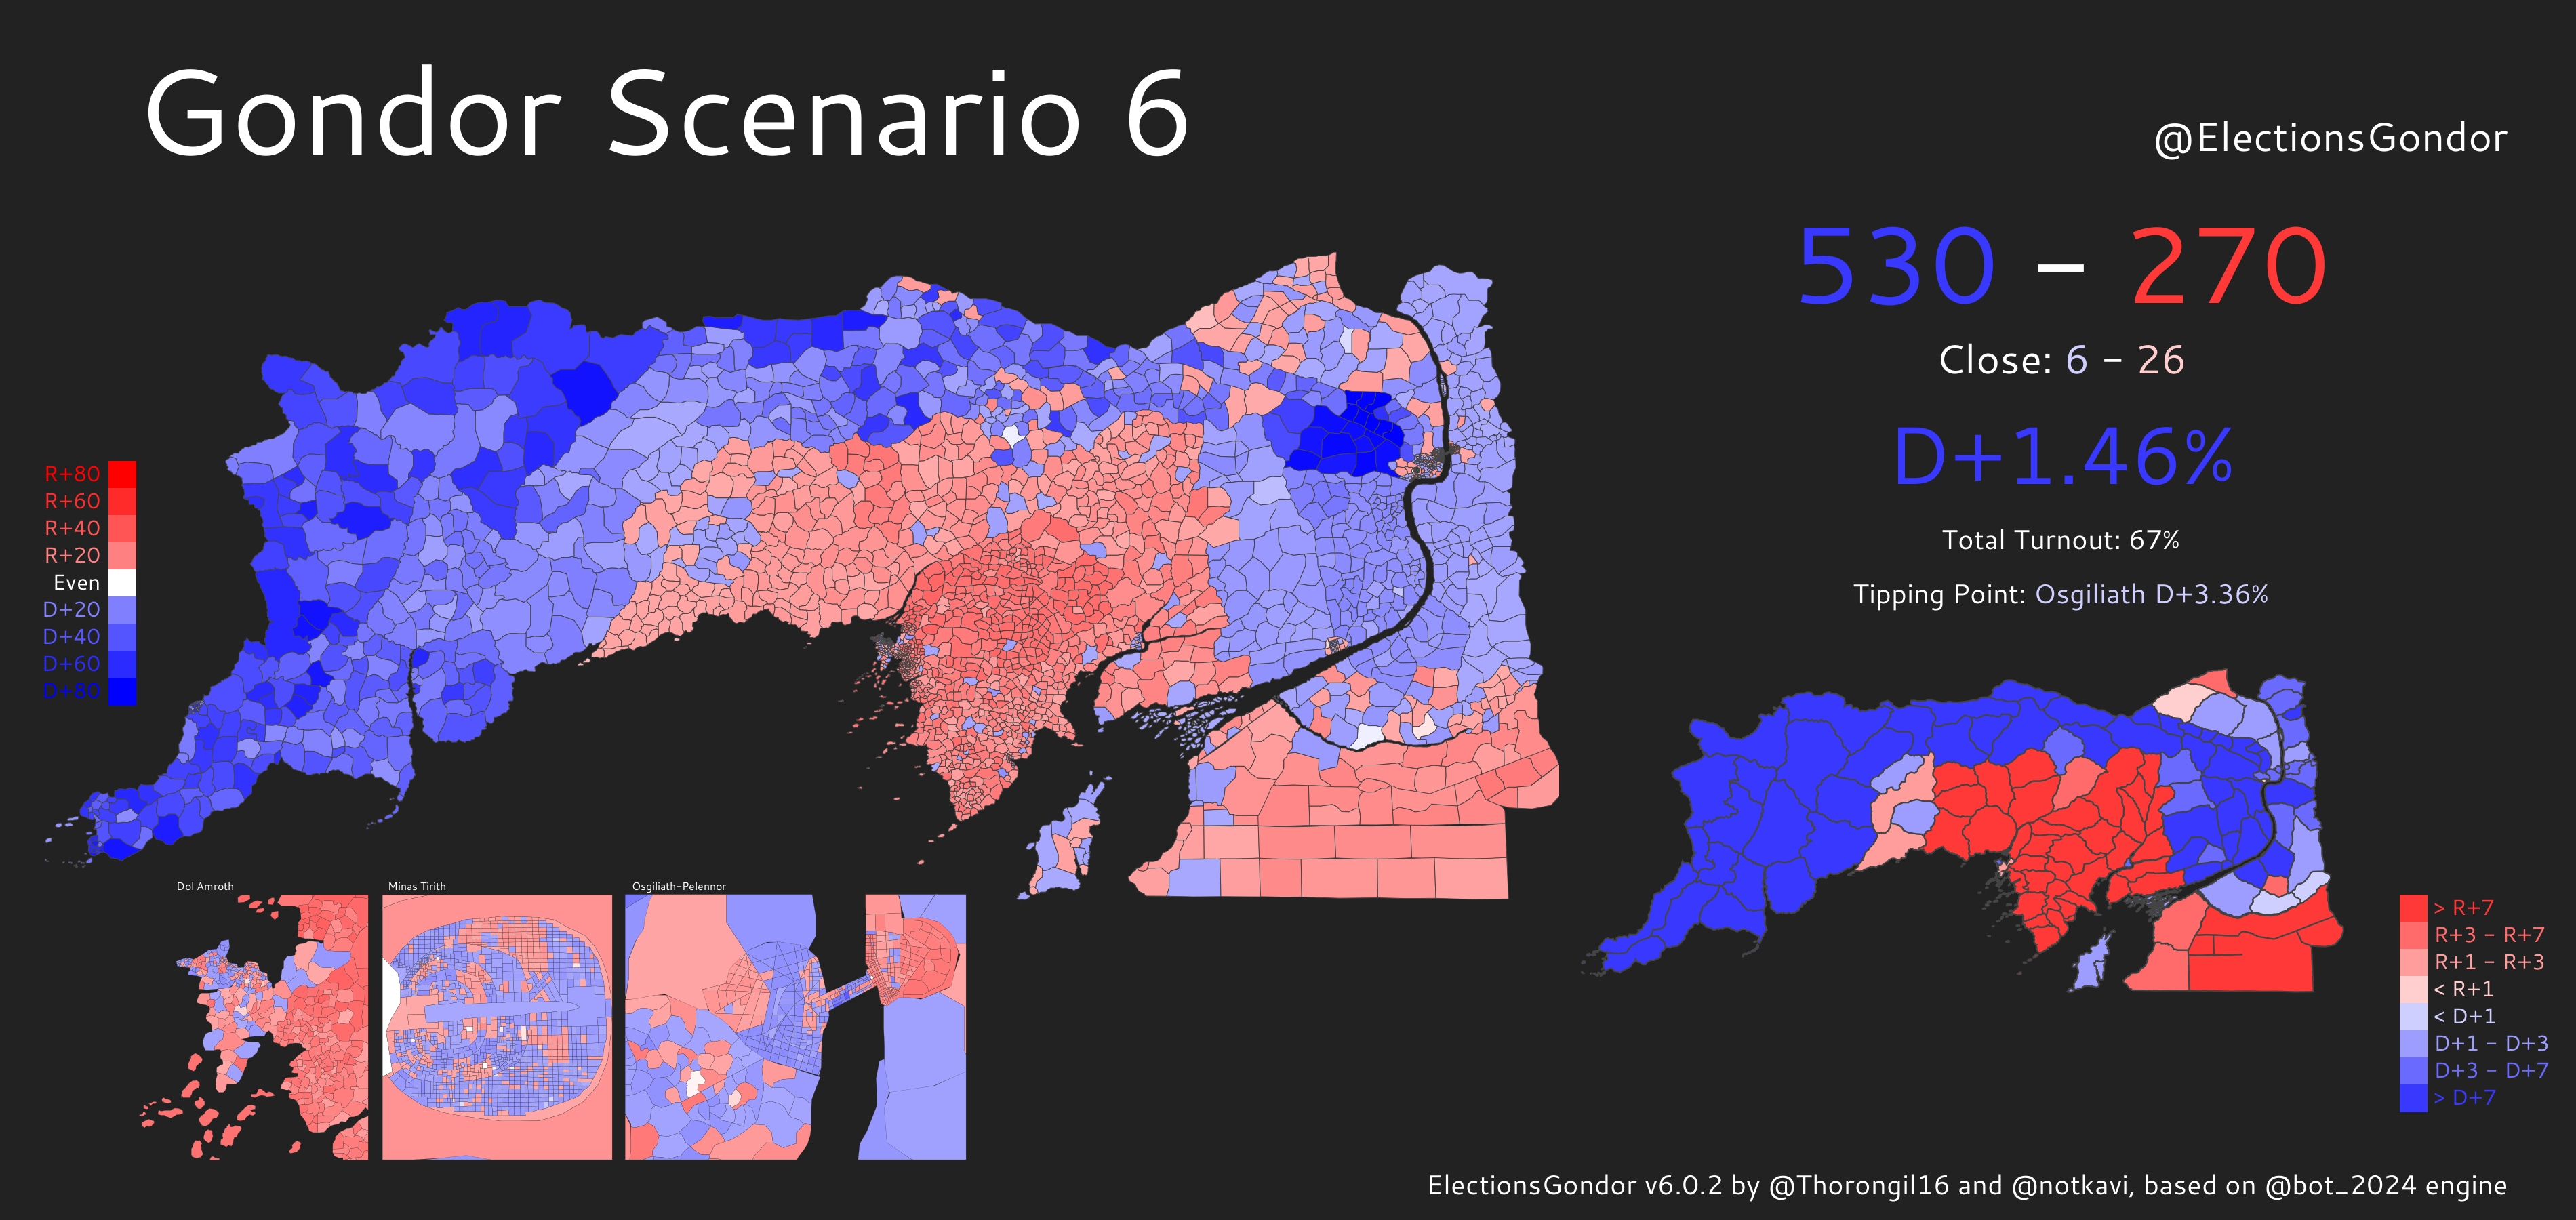 Gondor Scenario 6
@ElectionsGondor
530 – 270
Close: 6 – 26
D+1.46%
Total Turnout: 67%
Tipping Point: Osgiliath D+3.36%
R+80
R+60
R+40
R+20
Even
D+20
D+40
D+60
D+80
Dol Amroth
Minas Tirith
Osgiliath-Pelennor
> R+7
R+3 – R+7
R+1 – R+3
< R+1
< D+1
D+1 – D+3
D+3 – D+7
> D+7
ElectionsGondor v6.0.2 by @Thorongil16 and @notkavi, based on @bot_2024 engine